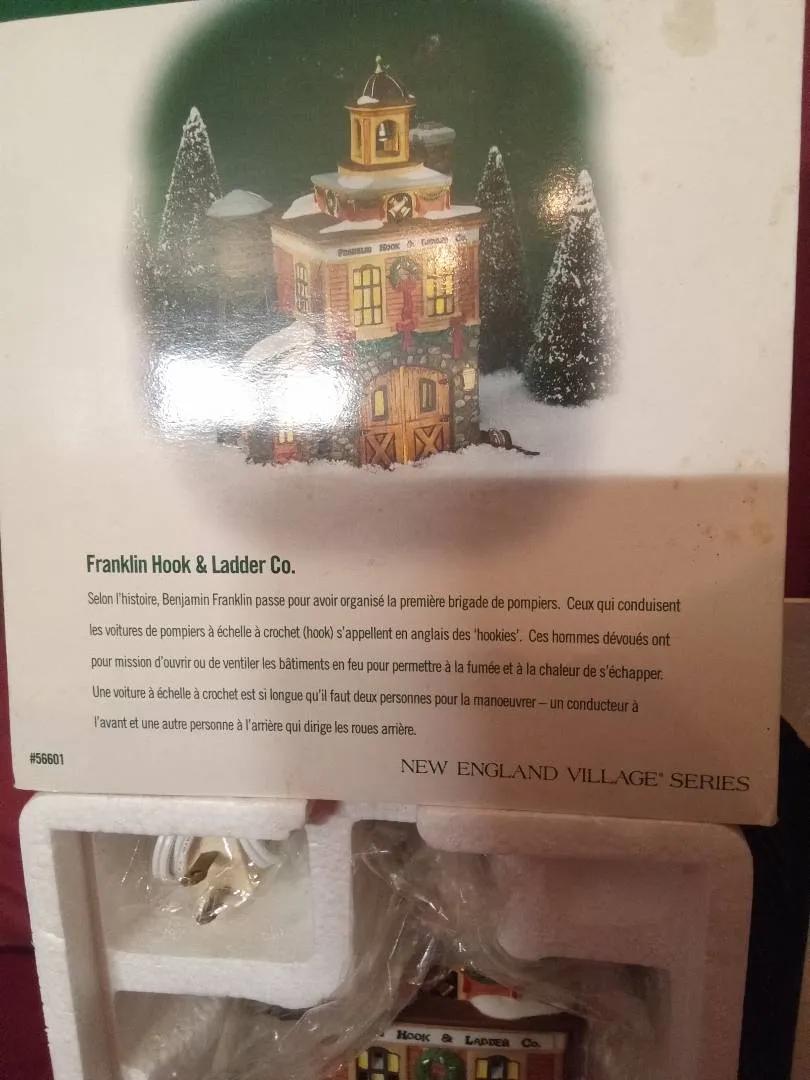 FRANKLIN HOOK & LADDER CO.
Franklin Hook & Ladder Co.
Selon l'histoire, Benjamin Franklin passe pour avoir organisé la première brigade de pompiers. Ceux qui conduisent
les voitures de pompiers à échelle à crochet (hook) s'appellent en anglais des 'hookies'. Ces hommes dévoués ont
pour mission d'ouvrir ou de ventiler les bâtiments en feu pour permettre à la fumée et à la chaleur de s'échapper.
Une voiture à échelle à crochet est si longue qu'il faut deux personnes pour la manoeuvrer – un conducteur à
l'avant et une autre personne à l'arrière qui dirige les roues arrière.
#56601
NEW ENGLAND VILLAGE® SERIES
HOOK & LADDER CO.